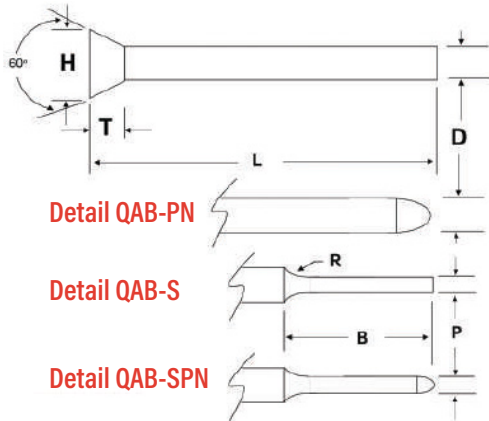 60°
H
T
L
D
Detail QAB-PN
Detail QAB-S
R
B
P
Detail QAB-SPN